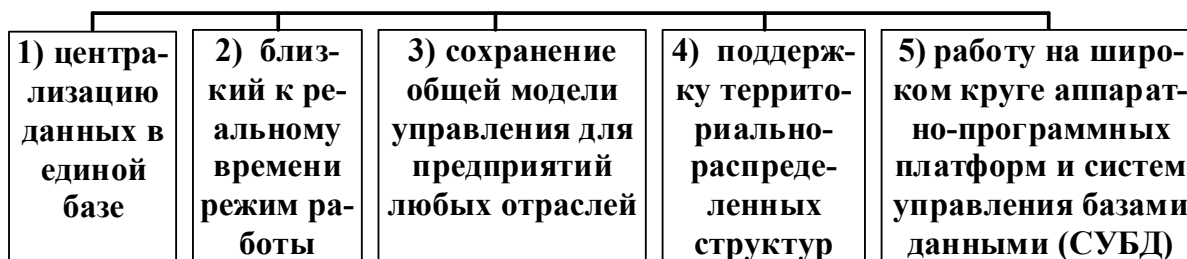 1) центра-
лизацию
данных в
единой
базе
2) близ-
кий к ре-
альному
времени
режим ра-
боты
3) сохранение
общей модели
управления для
предприятий
любых отраслей
4) поддерж-
ку террито-
риально-
распреде-
ленных
структур
5) работу на широ-
ком круге аппарат-
но-программных
платформ и систем
управления базами
данными (СУБД)